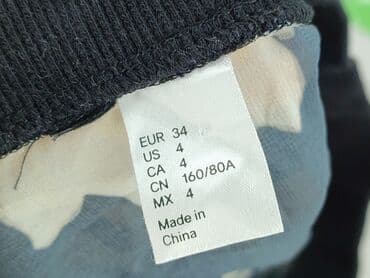 EUR 34
US 4
CA 4
CN 160/80A
MX 4
Made in
China